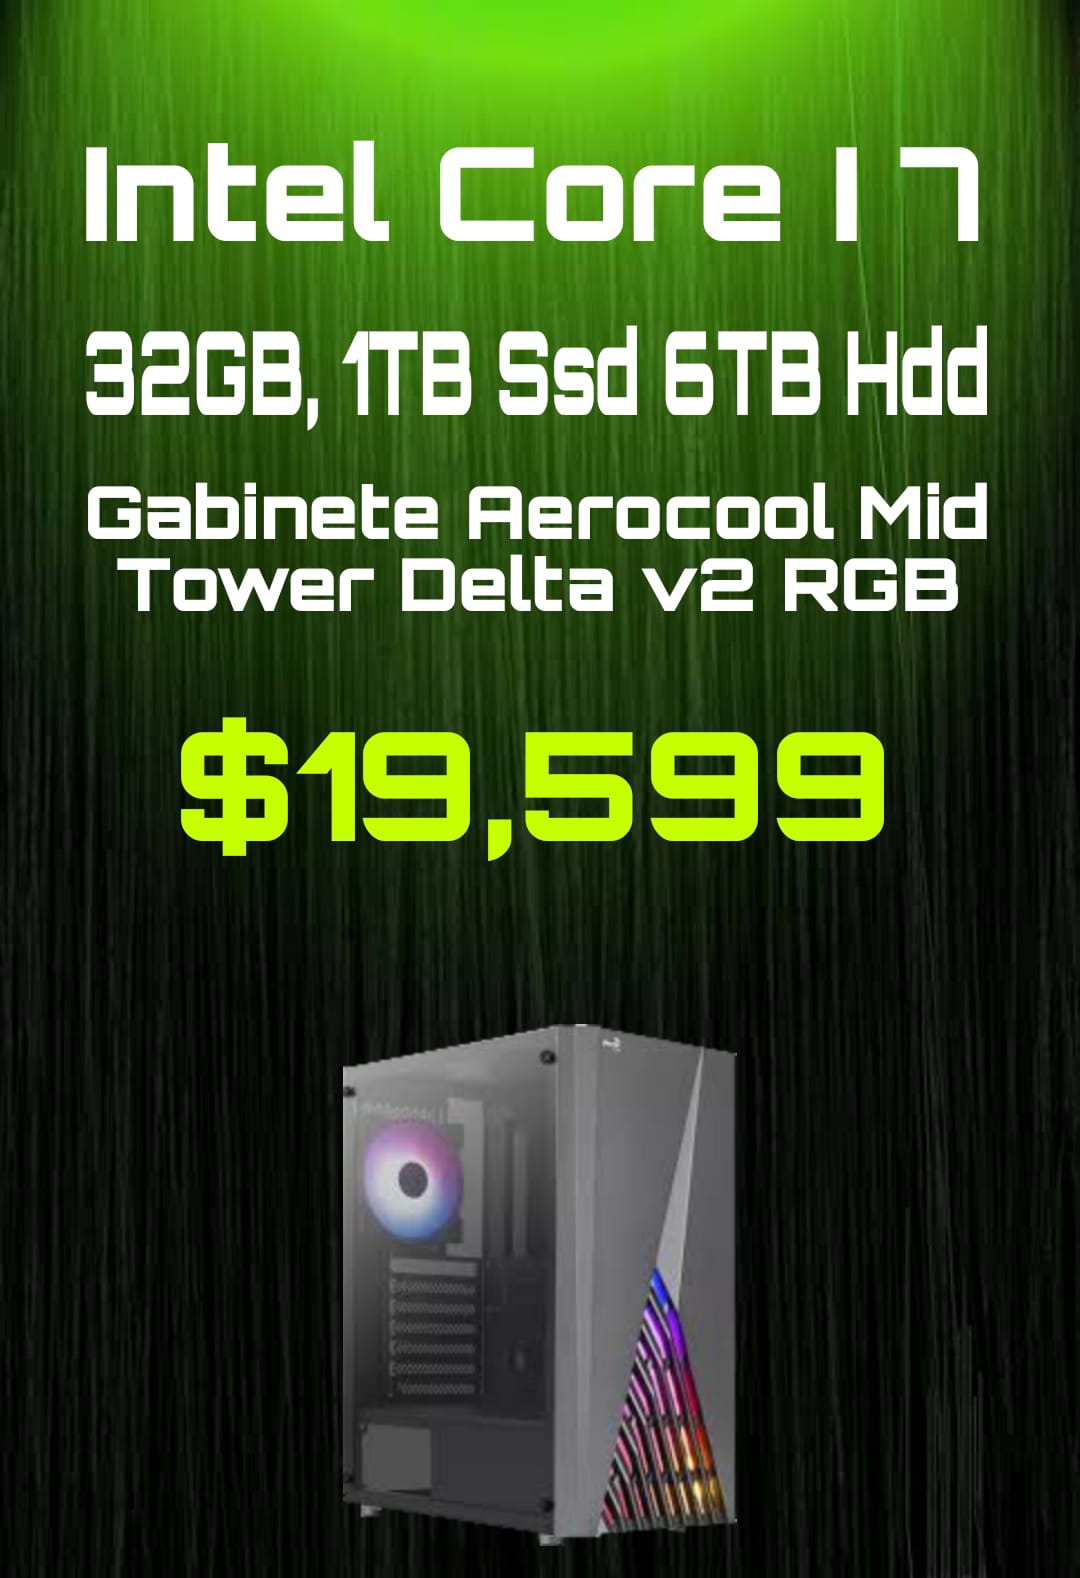 Intel Core I 7
32GB, 1TB Ssd 6TB Hdd
Gabinete Aerocool Mid
Tower Delta v2 RGB
$19,599